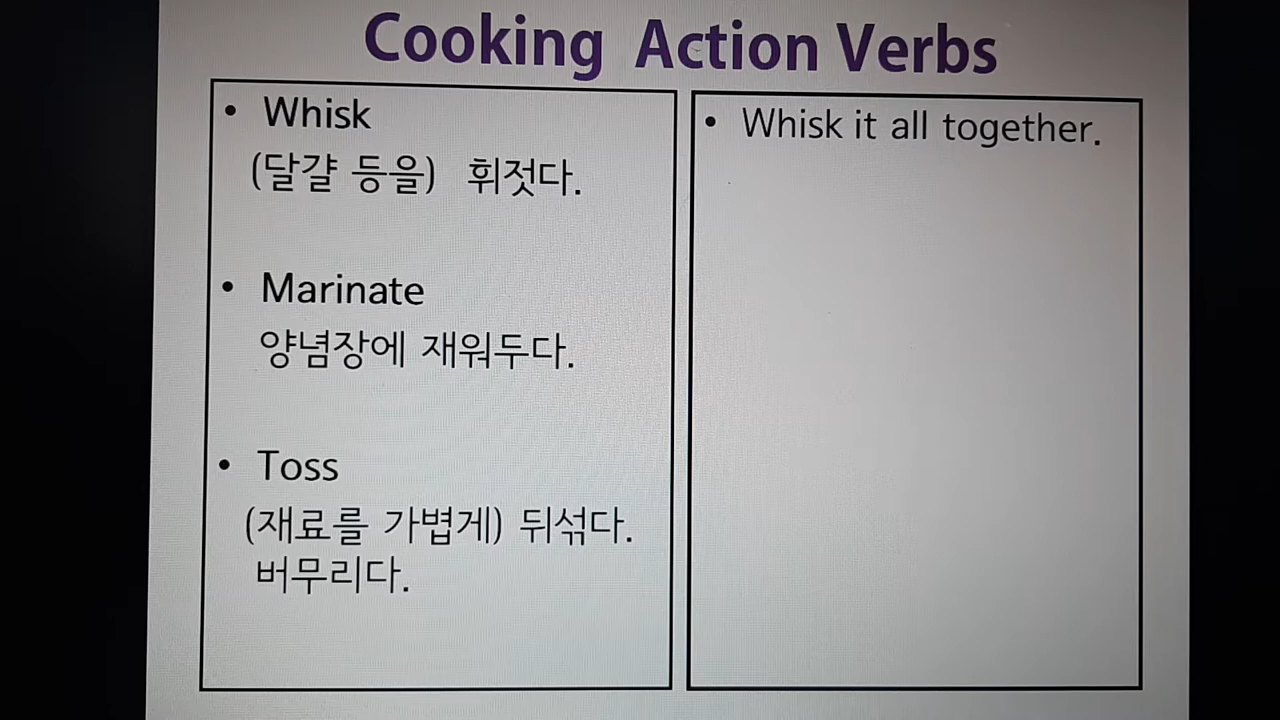 Cooking Action Verbs
• Whisk
(달걀 등을) 휘젓다.
• Marinate
양념장에 재워두다.
• Toss
(재료를 가볍게) 뒤섞다.
버무리다.
• Whisk it all together.